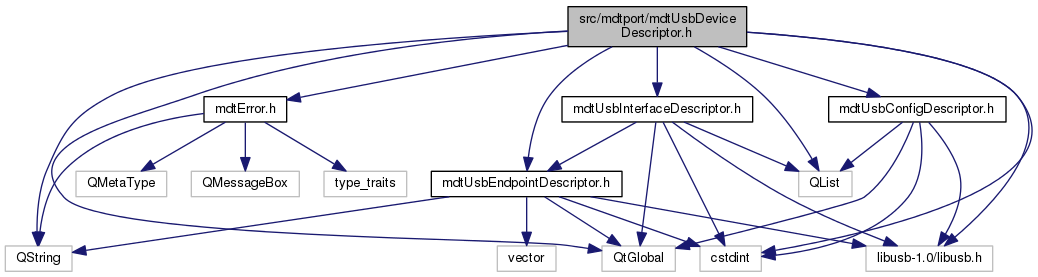 src/mdtport/mdtUsbDevice
Descriptor.h
mdtError.h
mdtUsbInterfaceDescriptor.h
mdtUsbConfigDescriptor.h
QMetaType
QMessageBox
type_traits
mdtUsbEndpointDescriptor.h
QList
QString
vector
QtGlobal
cstdint
libusb-1.0/libusb.h